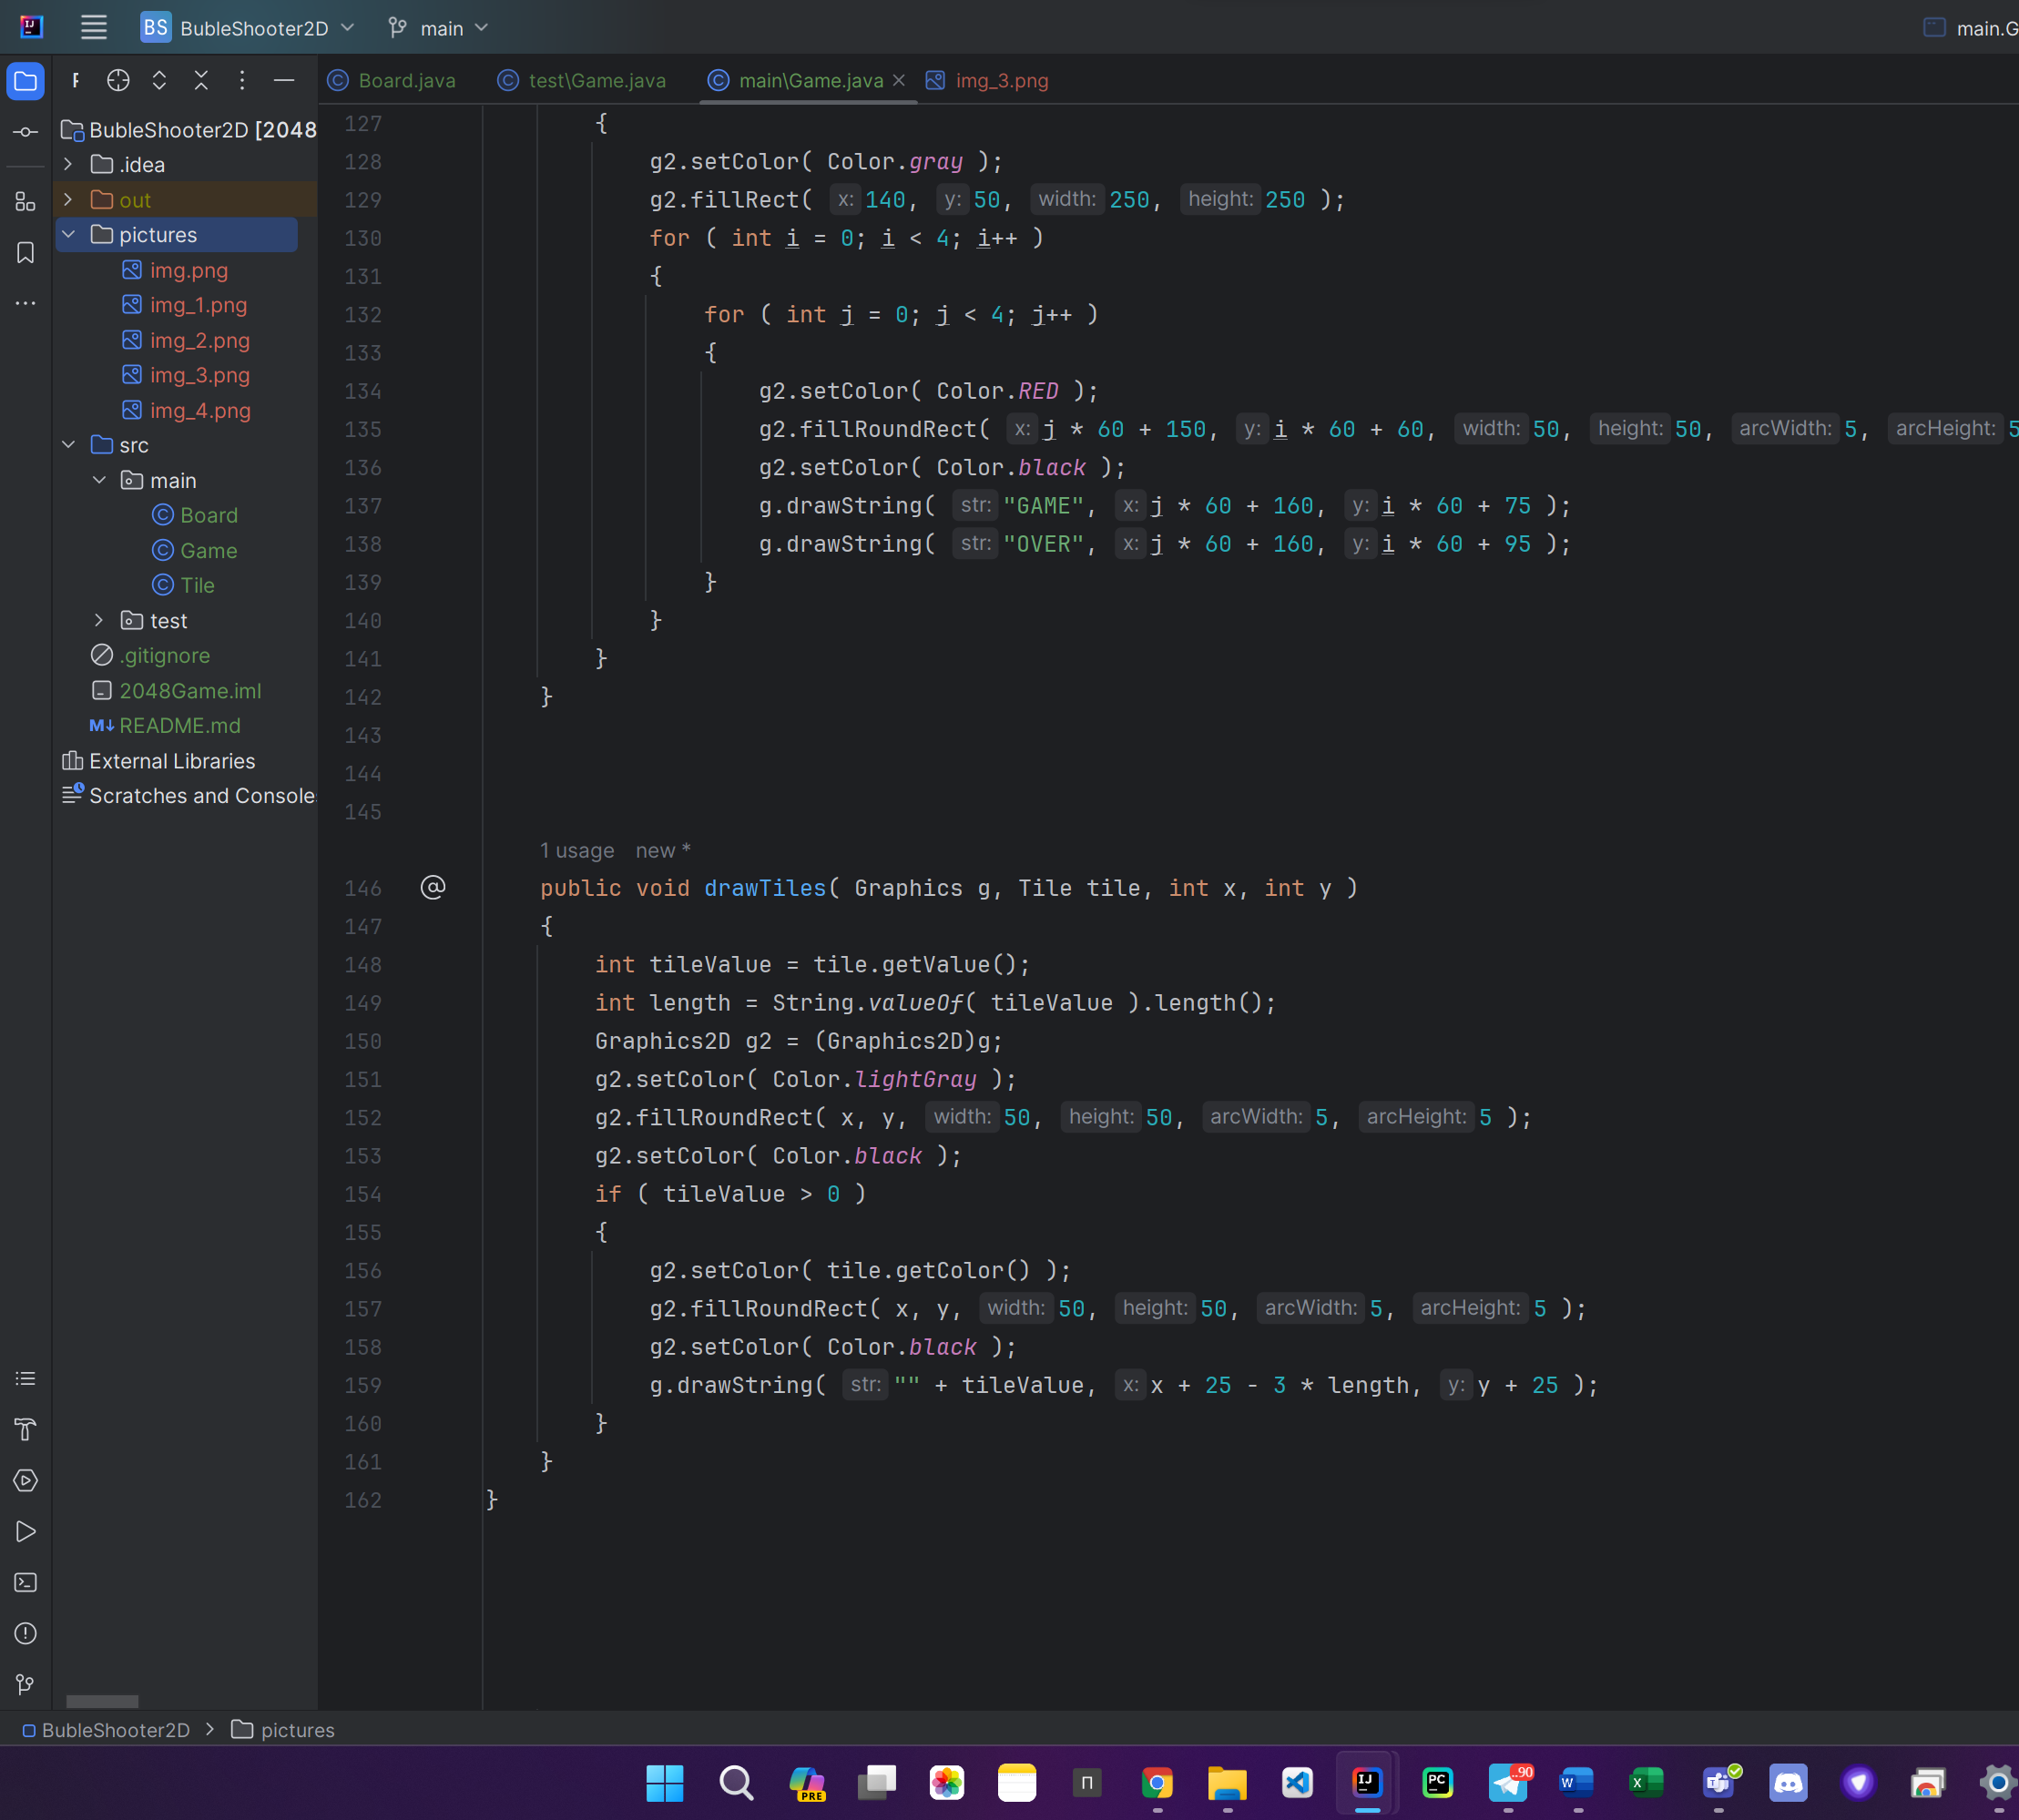 BS BubleShooter2D main main.G
Board.java test\Game.java main\Game.java img_3.png
BubleShooter2D [2048
.idea
out
pictures
img.png
img_1.png
img_2.png
img_3.png
img_4.png
src
main
Board
Game
Tile
test
.gitignore
2048Game.iml
M↓ README.md
External Libraries
Scratches and Console
127 {
128 g2.setColor( Color.gray );
129 g2.fillRect( x: 140, y: 50, width: 250, height: 250 );
130 for ( int i = 0; i < 4; i++ )
131 {
132 for ( int j = 0; j < 4; j++ )
133 {
134 g2.setColor( Color.RED );
135 g2.fillRoundRect( x: j * 60 + 150, y: i * 60 + 60, width: 50, height: 50, arcWidth: 5, arcHeight: 5
136 g2.setColor( Color.black );
137 g.drawString( str: "GAME", x: j * 60 + 160, y: i * 60 + 75 );
138 g.drawString( str: "OVER", x: j * 60 + 160, y: i * 60 + 95 );
139 }
140 }
141 }
142 }
143
144
145
1 usage new *
146 public void drawTiles( Graphics g, Tile tile, int x, int y )
147 {
148 int tileValue = tile.getValue();
149 int length = String.valueOf( tileValue ).length();
150 Graphics2D g2 = (Graphics2D)g;
151 g2.setColor( Color.lightGray );
152 g2.fillRoundRect( x, y, width: 50, height: 50, arcWidth: 5, arcHeight: 5 );
153 g2.setColor( Color.black );
154 if ( tileValue > 0 )
155 {
156 g2.setColor( tile.getColor() );
157 g2.fillRoundRect( x, y, width: 50, height: 50, arcWidth: 5, arcHeight: 5 );
158 g2.setColor( Color.black );
159 g.drawString( str: "" + tileValue, x: x + 25 - 3 * length, y: y + 25 );
160 }
161 }
162 }
BubleShooter2D > pictures
PRE
IJ
PC
..90